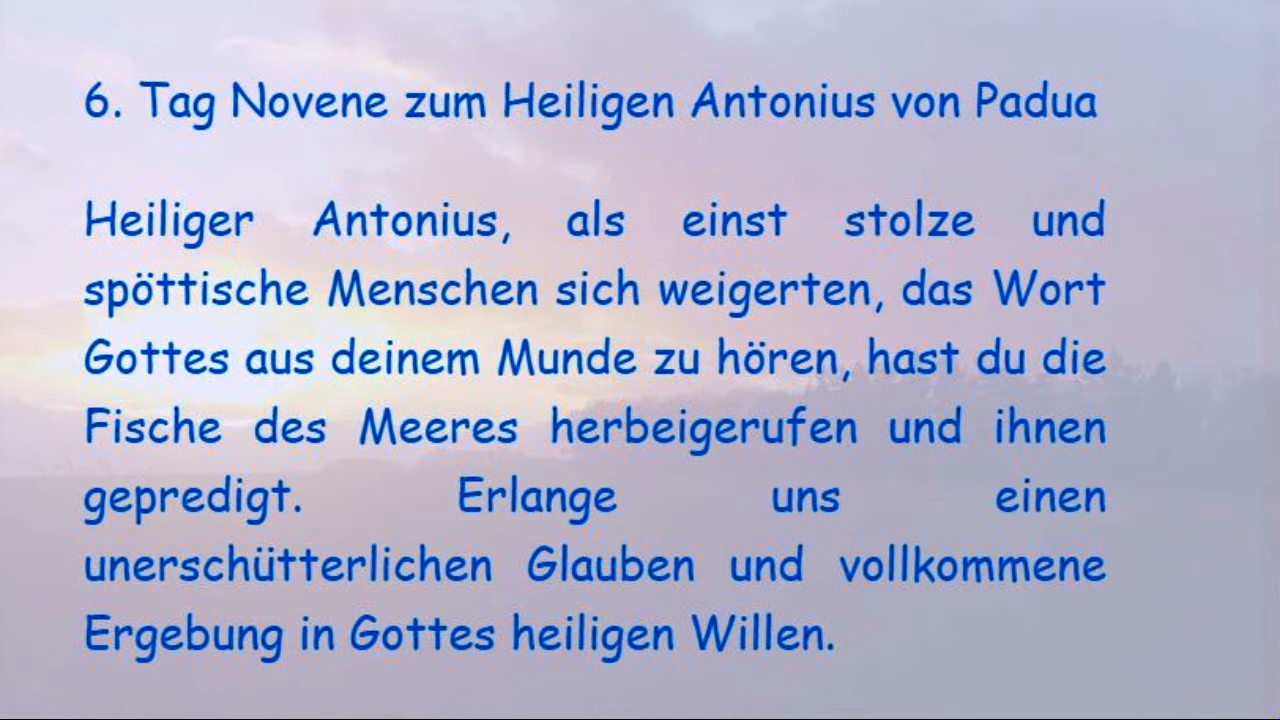 6. Tag Novene zum Heiligen Antonius von Padua
Heiliger Antonius, als einst stolze und
spöttische Menschen sich weigerten, das Wort
Gottes aus deinem Munde zu hören, hast du die
Fische des Meeres herbeigerufen und ihnen
gepredigt. Erlange uns einen
unerschütterlichen Glauben und vollkommene
Ergebung in Gottes heiligen Willen.